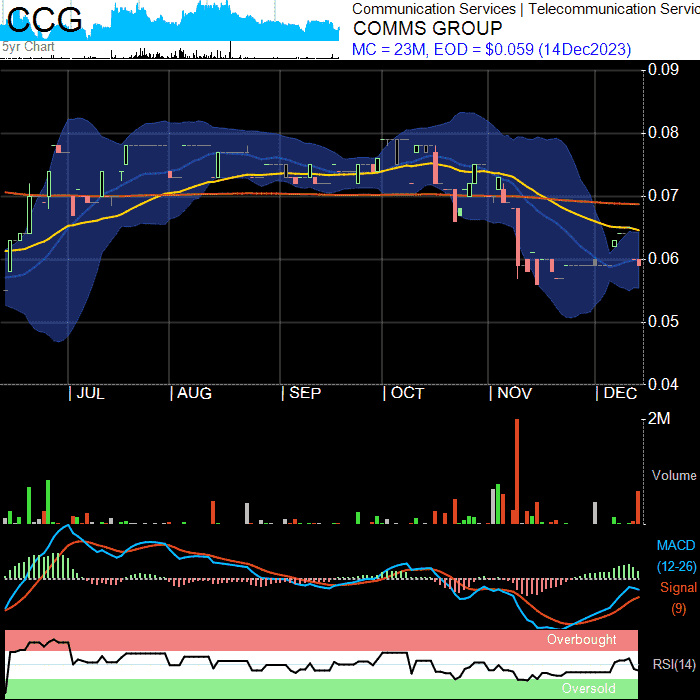 CCG
5yr Chart
Communication Services | Telecommunication Servic
COMMS GROUP
MC = 23M, EOD = $0.059 (14Dec2023)
0.09
0.08
0.07
0.06
0.05
0.04
JUL
AUG
SEP
OCT
NOV
DEC
2M
Volume
MACD
(12-26)
Signal
(9)
Overbought
RSI(14)
Oversold